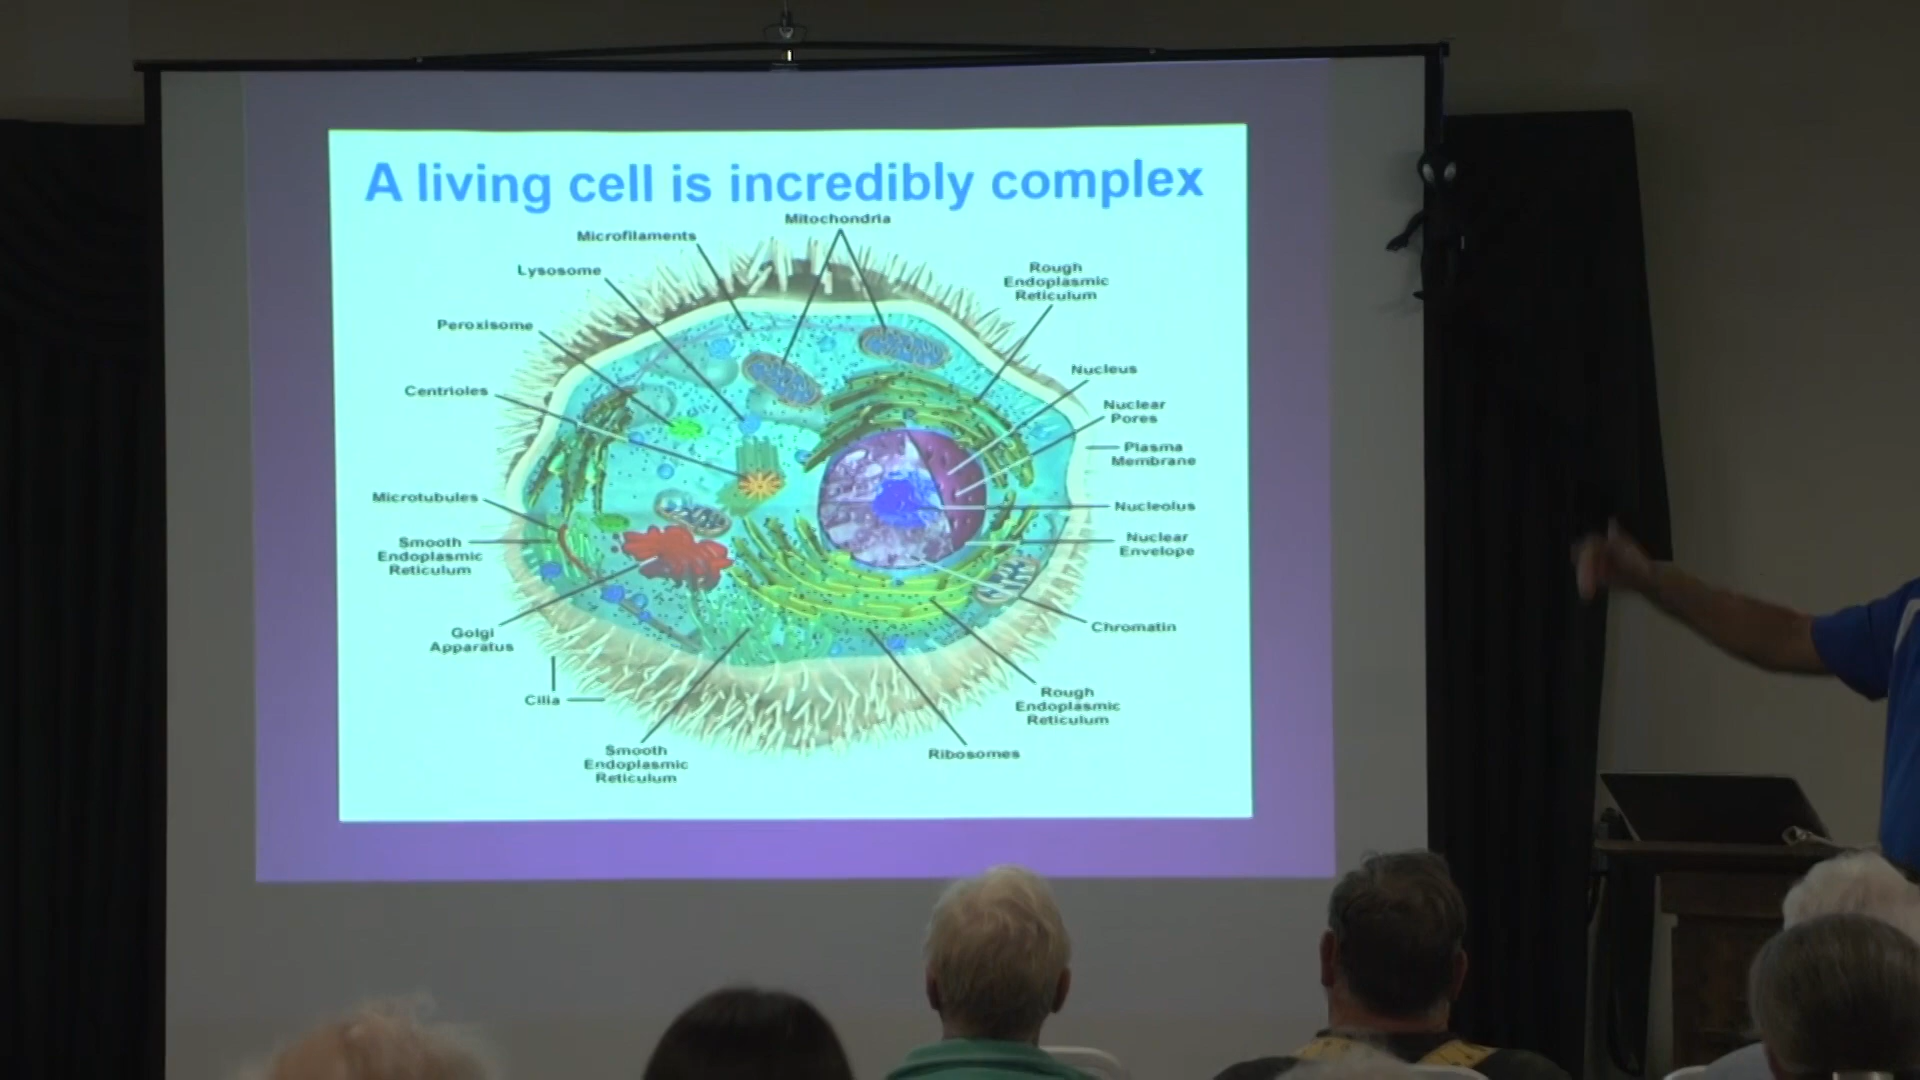 A living cell is incredibly complex
Mitochondria
Microfilaments
Lysosome
Rough
Endoplasmic
Reticulum
Peroxisome
Nucleus
Centrioles
Nuclear
Pores
Plasma
Membrane
Microtubules
Nucleolus
Smooth
Endoplasmic
Reticulum
Nuclear
Envelope
Golgi
Apparatus
Chromatin
Cilia
Rough
Endoplasmic
Reticulum
Smooth
Endoplasmic
Reticulum
Ribosomes